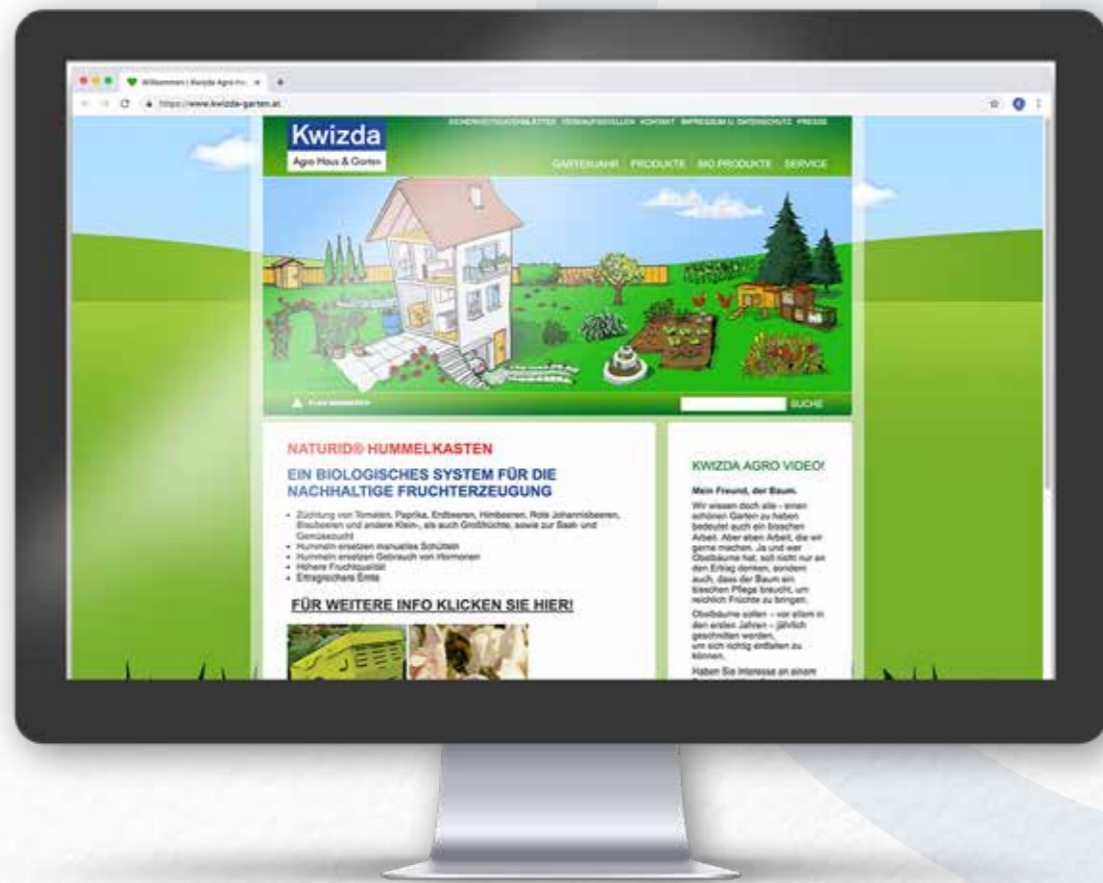 Willkommen | Kwizda Agro
https://www.kwizda-garten.at
Kwizda
Agro Haus & Garten
SICHERHEITSDATENBLÄTTER VERKAUFSSTELLEN KONTAKT IMPRESSUM U. DATENSCHUTZ PRESSE
GARTENJAHR PRODUKTE BIO PRODUKTE SERVICE
SUCHE
NATURID® HUMMELKASTEN
EIN BIOLOGISCHES SYSTEM FÜR DIE
NACHHALTIGE FRUCHTERZEUGUNG
• Züchtung von Tomaten, Paprika, Erdbeeren, Himbeeren, Rote Johannisbeeren,
Blaubeeren und andere Klein-, als auch Großfrüchte, sowie zur Saat- und
Gemüsezucht
• Hummeln ersetzen manuelles Schütteln
• Hummeln ersetzen Gebrauch von Hormonen
• Höhere Fruchtqualität
• Ertragreichere Ernte
FÜR WEITERE INFO KLICKEN SIE HIER!
KWIZDA AGRO VIDEO!
Mein Freund, der Baum.
Wir wissen doch alle - einen
schönen Garten zu haben
bedeutet auch ein bisschen
Arbeit. Aber eben Arbeit, die wir
gerne machen. Ja und wer
Obstbäume hat, soll nicht nur an
den Ertrag denken, sondern
auch, dass der Baum ein
bisschen Pflege braucht, um
reichlich Früchte zu bringen.
Obstbäume sollen – vor allem in
den ersten Jahren – jährlich
geschnitten werden,
um sich richtig entfalten zu
können.
Haben Sie Interesse an einem